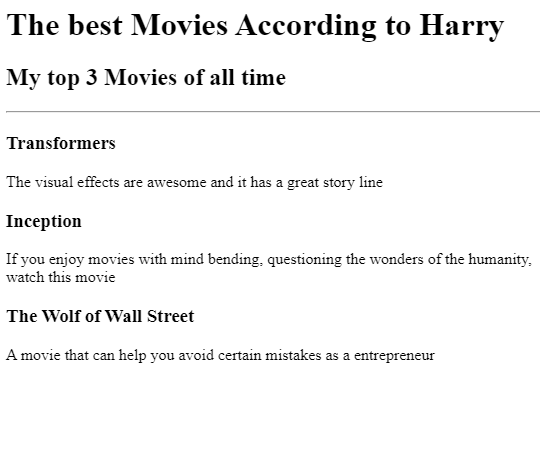 The best Movies According to Harry
My top 3 Movies of all time
Transformers
The visual effects are awesome and it has a great story line
Inception
If you enjoy movies with mind bending, questioning the wonders of the humanity,
watch this movie
The Wolf of Wall Street
A movie that can help you avoid certain mistakes as a entrepreneur